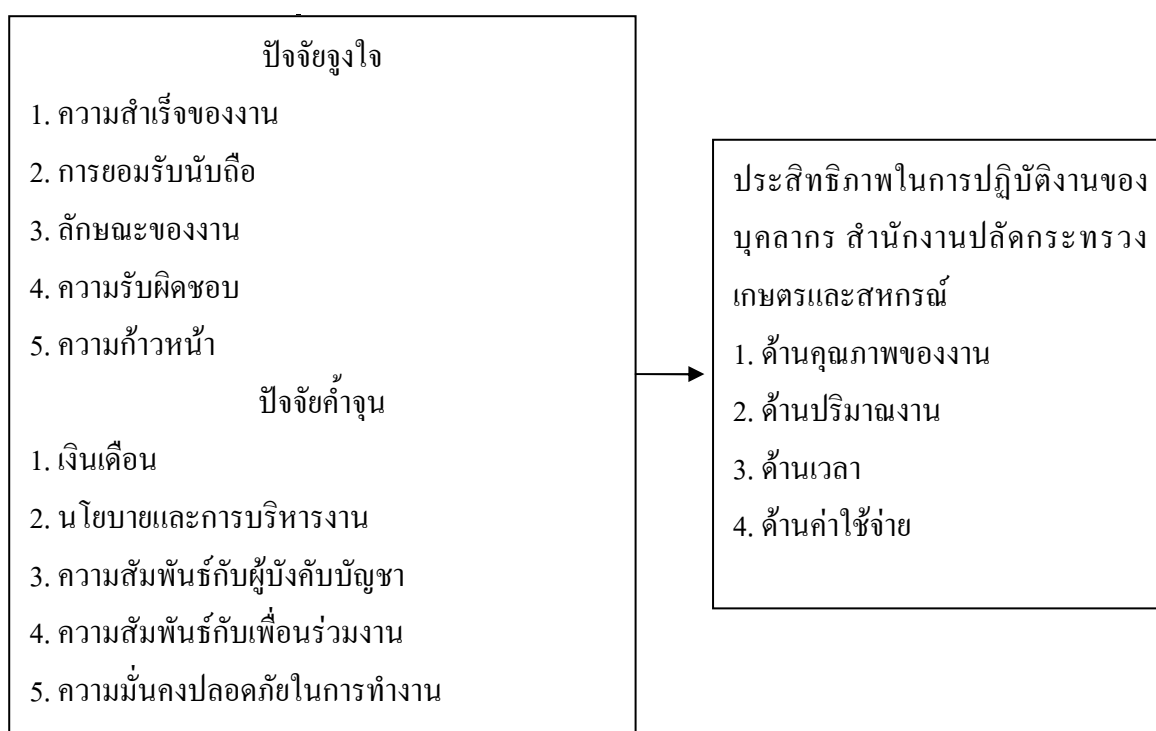 ปัจจัยจูงใจ
1. ความสำเร็จของงาน
2. การยอมรับนับถือ
3. ลักษณะของงาน
4. ความรับผิดชอบ
5. ความก้าวหน้า
ปัจจัยค้ำจุน
1. เงินเดือน
2. นโยบายและการบริหารงาน
3. ความสัมพันธ์กับผู้บังคับบัญชา
4. ความสัมพันธ์กับเพื่อนร่วมงาน
5. ความมั่นคงปลอดภัยในการทำงาน
ประสิทธิภาพในการปฏิบัติงานของ
บุคลากร สำนักงานปลัดกระทรวง
เกษตรและสหกรณ์
1. ด้านคุณภาพของงาน
2. ด้านปริมาณงาน
3. ด้านเวลา
4. ด้านค่าใช้จ่าย